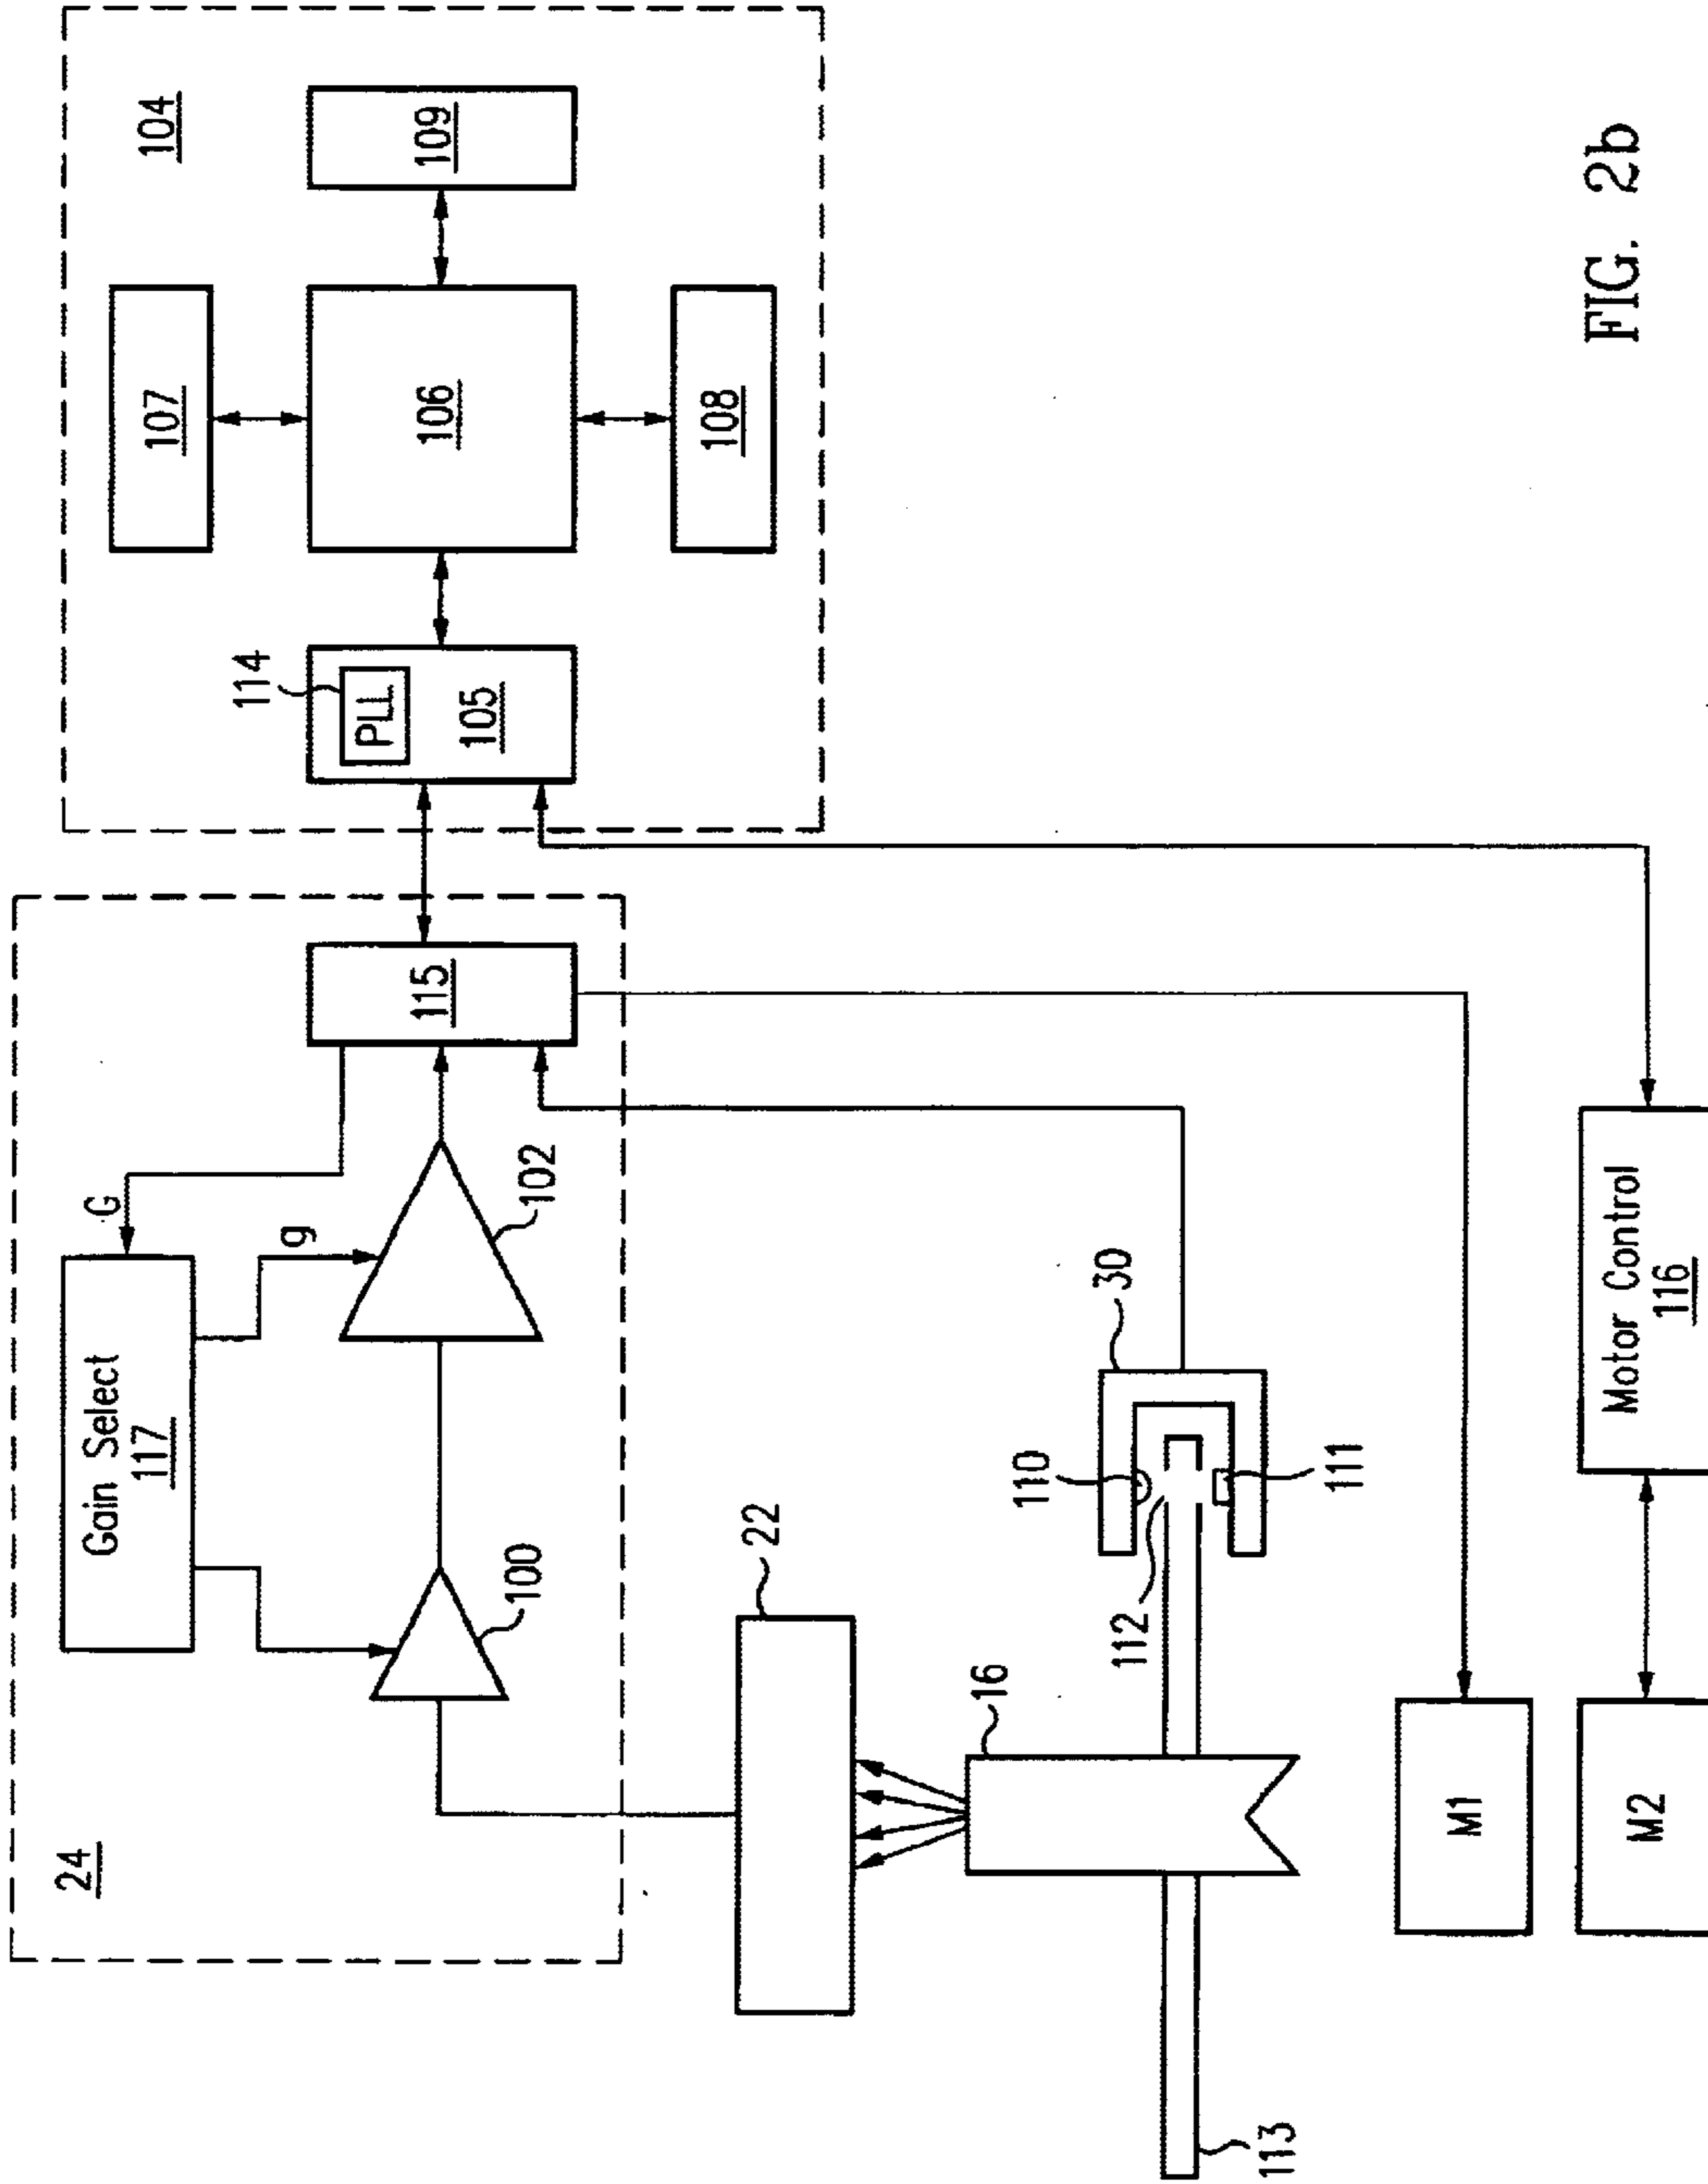 24
Gain Select
117
G
g
100
102
115
104
114
PLL
105
106
107
108
109
22
16
30
110
112
111
113
M1
M2
Motor Control
116
FIG. 2b